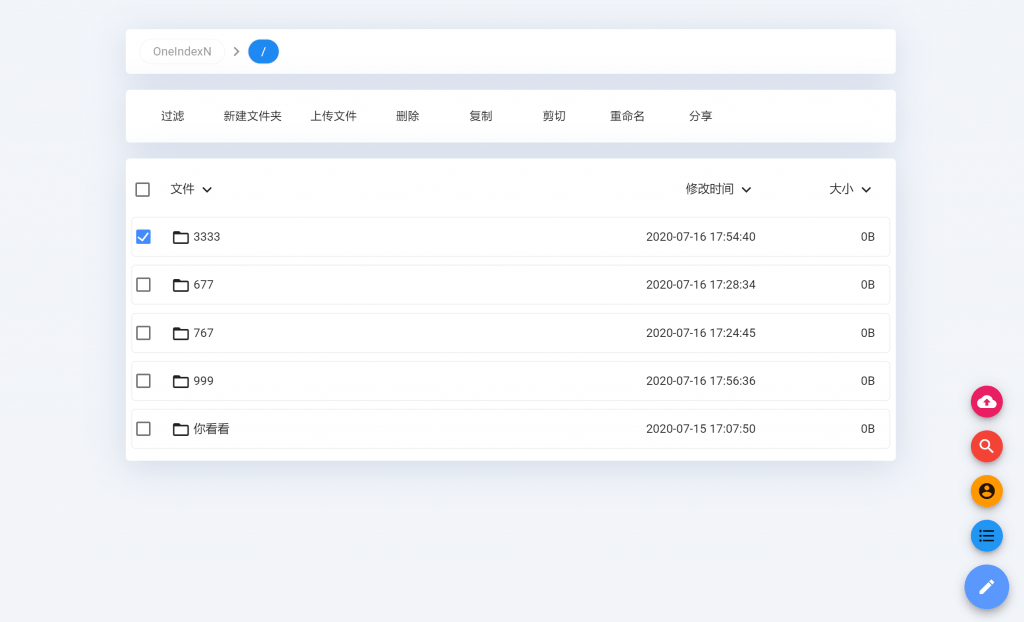 OneIndexN /
过滤 新建文件夹 上传文件 删除 复制 剪切 重命名 分享
文件 修改时间 大小
3333 2020-07-16 17:54:40 0B
677 2020-07-16 17:28:34 0B
767 2020-07-16 17:24:45 0B
999 2020-07-16 17:56:36 0B
你看看 2020-07-15 17:07:50 0B